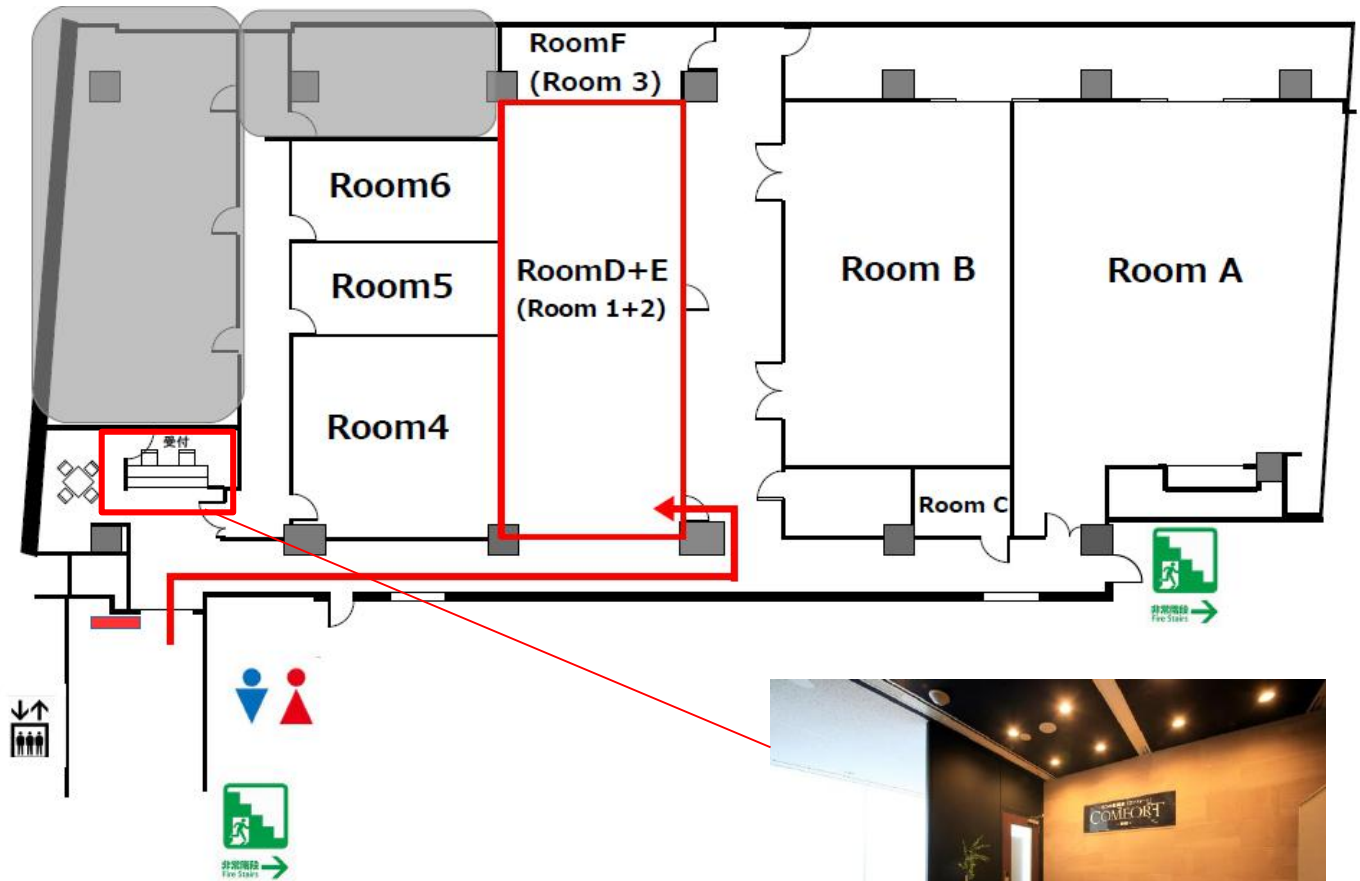 RoomF
(Room 3)
Room6
Room5
RoomD+E
(Room 1+2)
Room B
Room A
Room4
受付
Room C
非常階段
Fire Stairs
COMFORT
非常階段
Fire Stairs